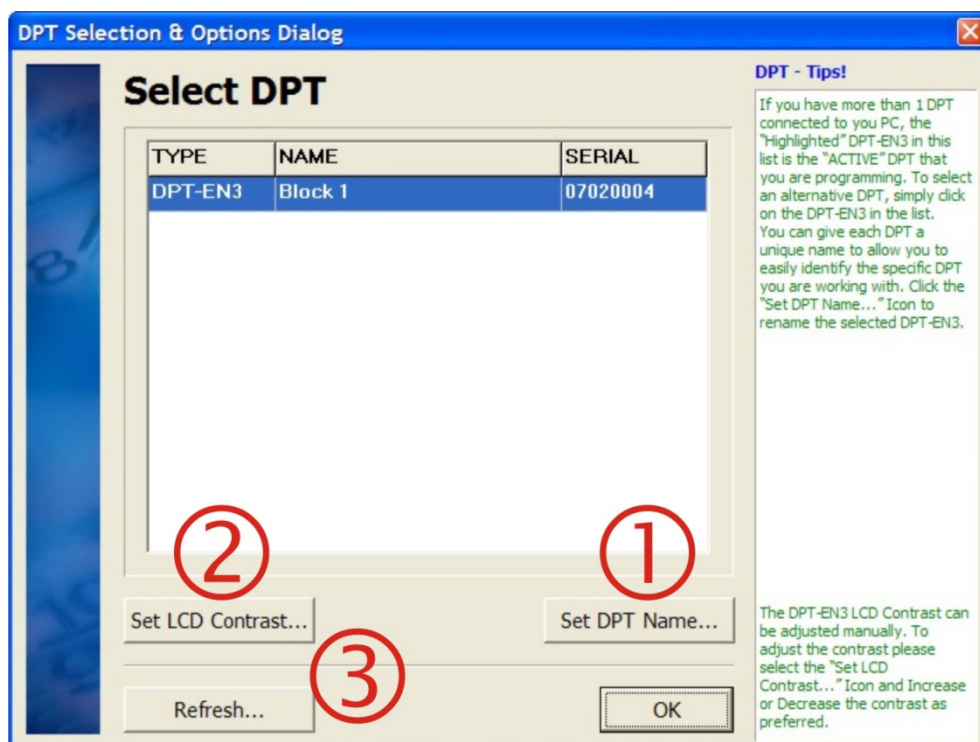 DPT Selection & Options Dialog
Select DPT
TYPE NAME SERIAL
DPT-EN3 Block 1 07020004
② ①
Set LCD Contrast... Set DPT Name...
③
Refresh... OK
DPT - Tips!
If you have more than 1 DPT
connected to you PC, the
"Highlighted" DPT-EN3 in this
list is the "ACTIVE" DPT that
you are programming. To select
an alternative DPT, simply click
on the DPT-EN3 in the list.
You can give each DPT a
unique name to allow you to
easily identify the specific DPT
you are working with. Click the
"Set DPT Name..." Icon to
rename the selected DPT-EN3.
The DPT-EN3 LCD Contrast can
be adjusted manually. To
adjust the contrast please
select the "Set LCD
Contrast..." Icon and Increase
or Decrease the contrast as
preferred.